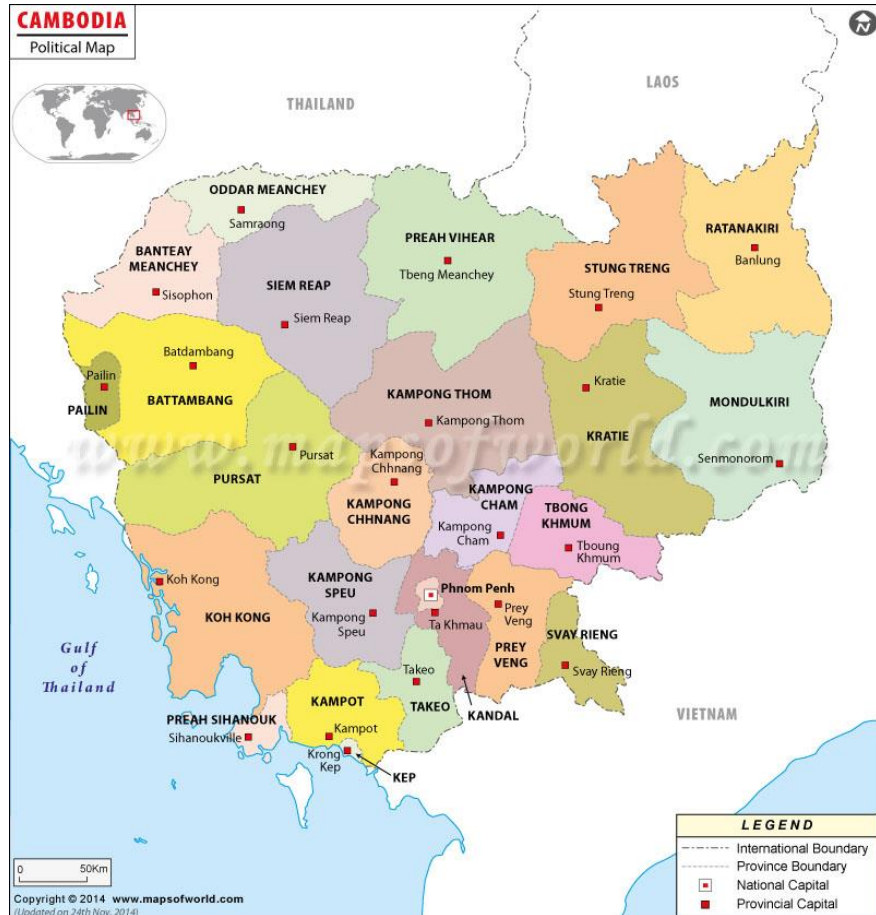 CAMBODIA
Political Map
N
LAOS
THAILAND
ODDAR MEANCHEY
Samraong
BANTEAY
MEANCHEY
Sisophon
SIEM REAP
Siem Reap
PREAH VIHEAR
Tbeng Meanchey
STUNG TRENG
Stung Treng
RATANAKIRI
Banlung
Batdambang
BATTAMBANG
Pailin
PAILIN
KAMPONG THOM
Kampong Thom
Kratie
KRATIE
MONDULKIRI
Senmonorom
www.mapsofworld.com
Pursat
PURSAT
Kampong
Chhnang
KAMPONG
CHHNANG
KAMPONG
CHAM
Kampong
Cham
TBONG
KHMUM
Tboung
Khmum
Koh Kong
KOH KONG
KAMPONG
SPEU
Kampong
Speu
Phnom Penh
Ta Khmau
Prey
Veng
PREY
VENG
SVAY RIENG
Svay Rieng
Gulf
of
Thailand
Takeo
TAKEO
KANDAL
KAMPOT
Kampot
PREAH SIHANOUK
Sihanoukville
Krong
Kep
KEP
VIETNAM
LEGEND
International Boundary
Province Boundary
National Capital
Provincial Capital
0 50Km
Copyright © 2014 www.mapsofworld.com
(Updated on 24th Nov, 2014)